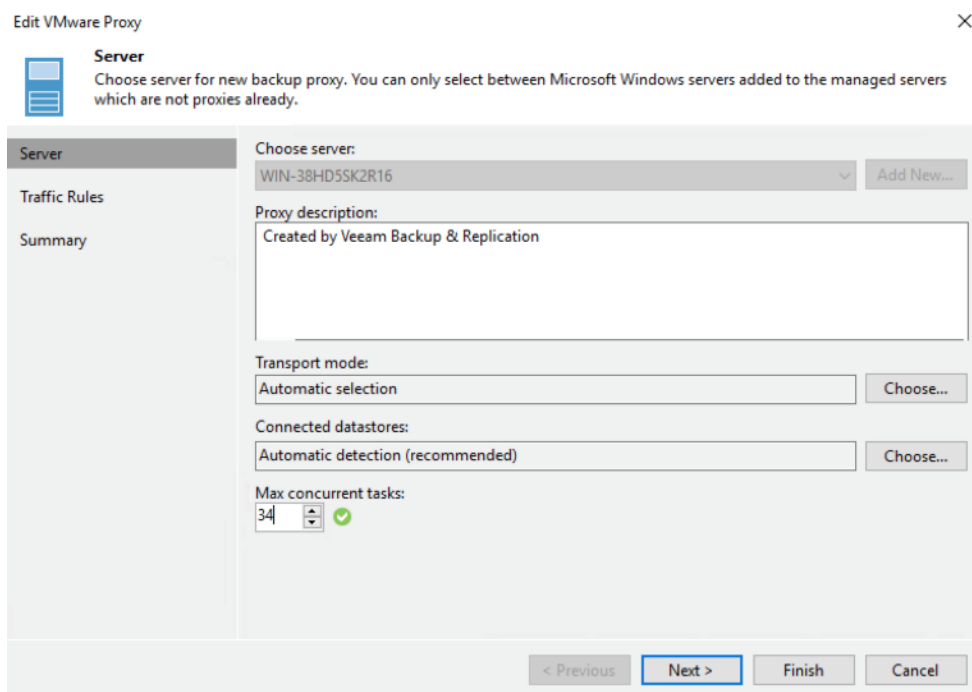 Edit VMware Proxy
Server
Choose server for new backup proxy. You can only select between Microsoft Windows servers added to the managed servers
which are not proxies already.
Server
Traffic Rules
Summary
Choose server:
WIN-38HD5SK2R16
Add New...
Proxy description:
Created by Veeam Backup & Replication
Transport mode:
Automatic selection
Choose...
Connected datastores:
Automatic detection (recommended)
Choose...
Max concurrent tasks:
34
< Previous
Next >
Finish
Cancel